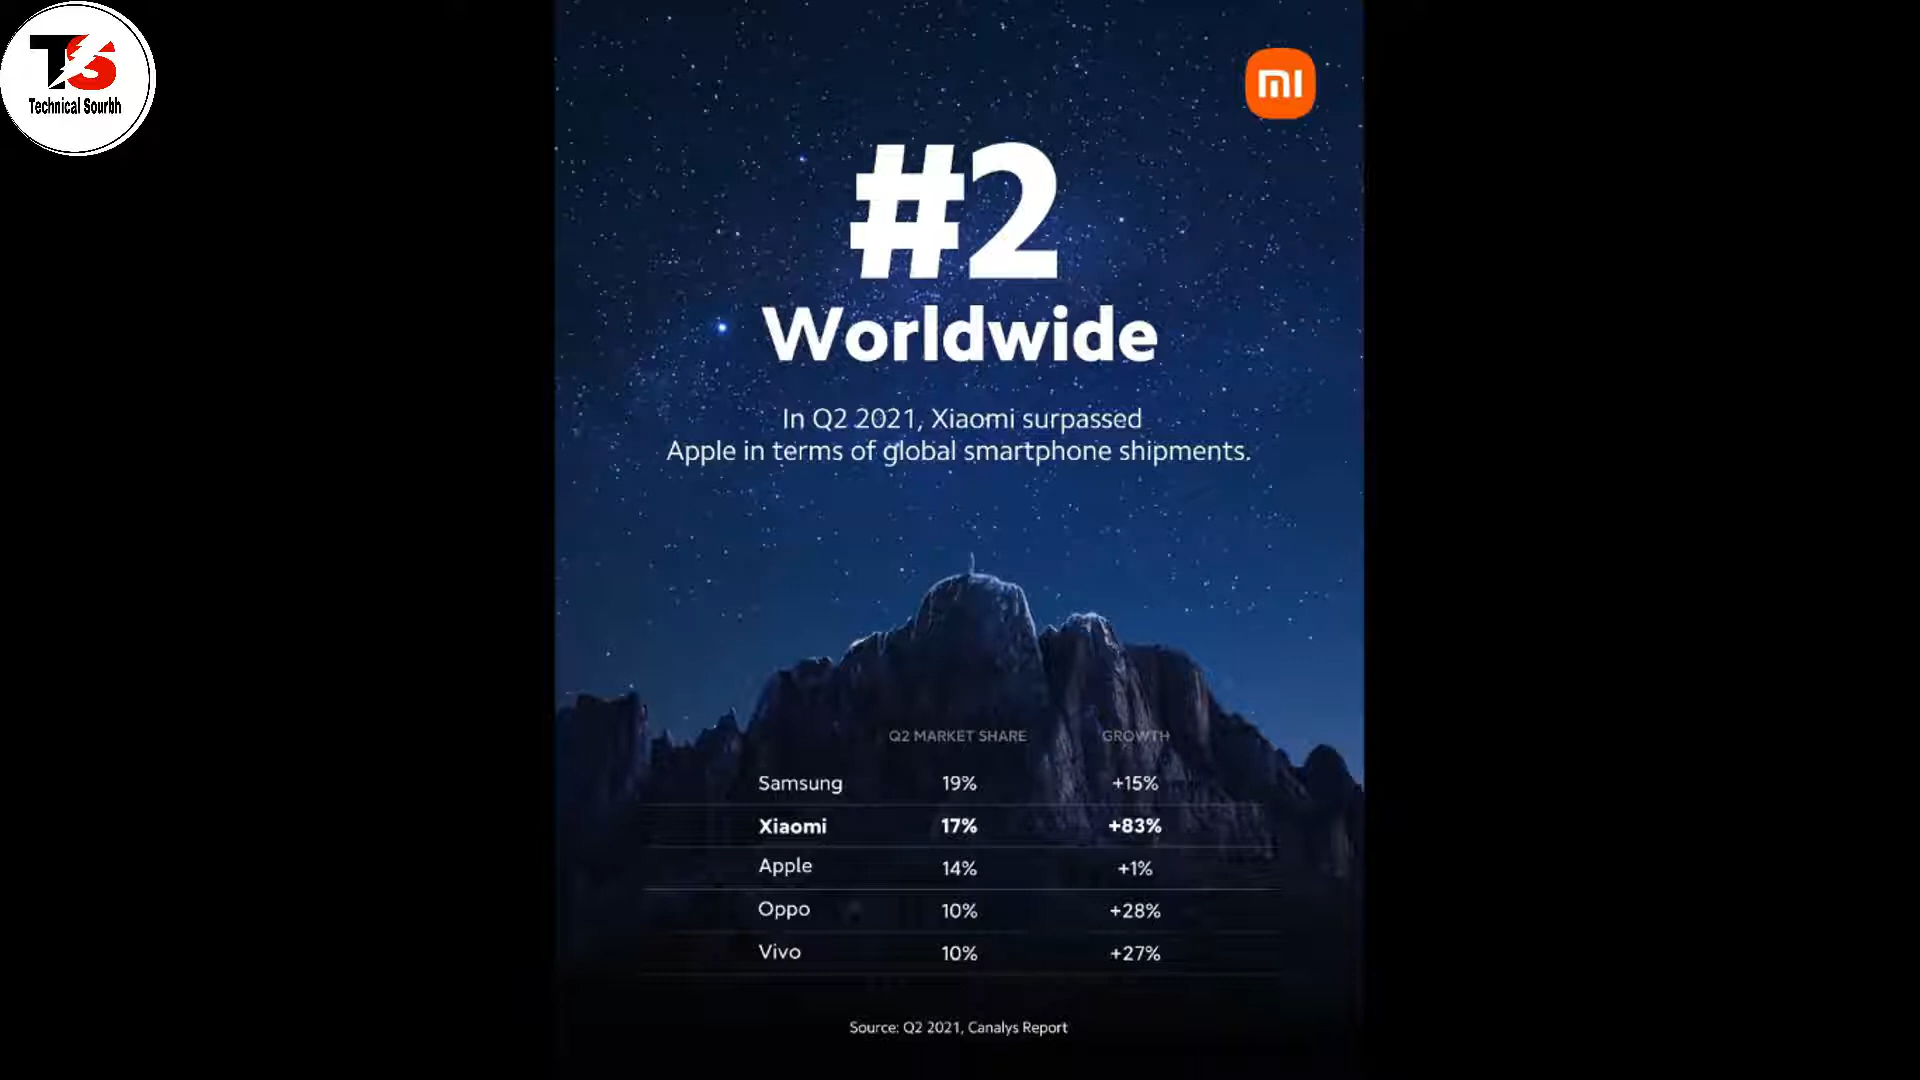 TS
Technical Sourbh
mi
#2
Worldwide
In Q2 2021, Xiaomi surpassed
Apple in terms of global smartphone shipments.
Q2 MARKET SHARE GROWTH
Samsung 19% +15%
Xiaomi 17% +83%
Apple 14% +1%
Oppo 10% +28%
Vivo 10% +27%
Source: Q2 2021, Canalys Report